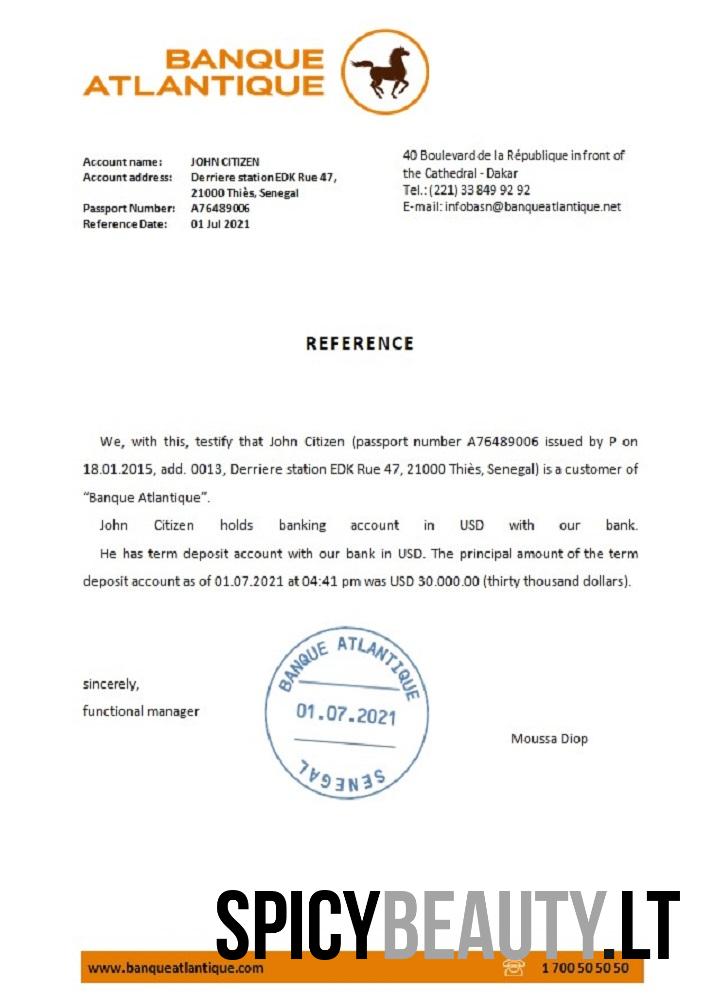 BANQUE
ATLANTIQUE
Account name: JOHN CITIZEN
Account address: Derriere station EDK Rue 47,
21000 Thiès, Senegal
Passport Number: A76489006
Reference Date: 01 Jul 2021
40 Boulevard de la République in front of
the Cathedral - Dakar
Tel.: (221) 33 849 92 92
E-mail: infobasn@banqueatlantique.net
REFERENCE
We, with this, testify that John Citizen (passport number A76489006 issued by P on
18.01.2015, add. 0013, Derriere station EDK Rue 47, 21000 Thiès, Senegal) is a customer of
“Banque Atlantique”.
John Citizen holds banking account in USD with our bank.
He has term deposit account with our bank in USD. The principal amount of the term
deposit account as of 01.07.2021 at 04:41 pm was USD 30.000.00 (thirty thousand dollars).
sincerely,
functional manager
BANQUE ATLANTIQUE
01.07.2021
SENEGAL
Moussa Diop
SPICYBEAUTY.LT
www.banqueatlantique.com
1 700 50 50 50